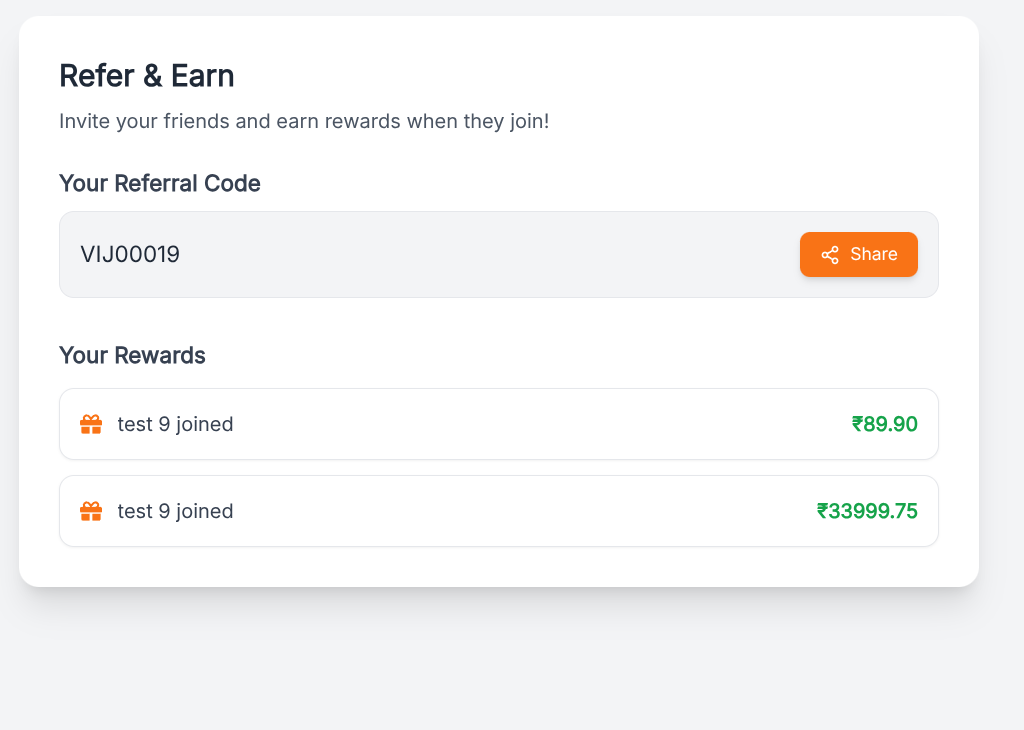 Refer & Earn
Invite your friends and earn rewards when they join!
Your Referral Code
VIJ00019
Share
Your Rewards
test 9 joined
₹89.90
test 9 joined
₹33999.75